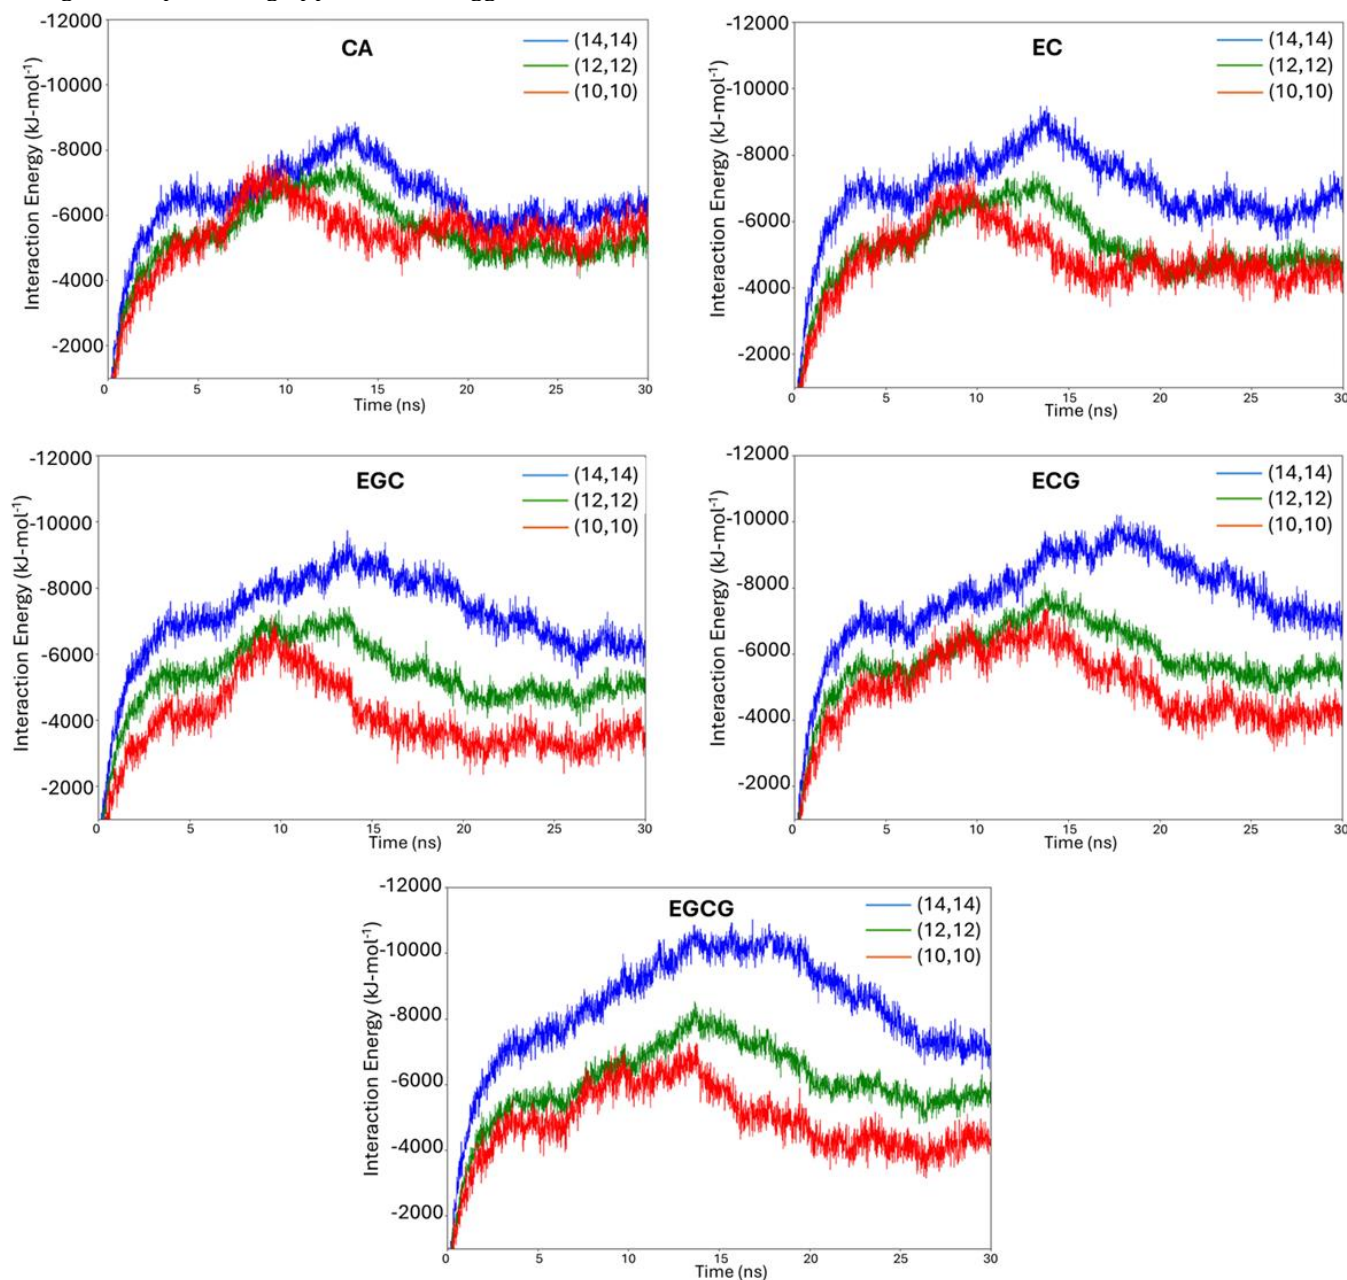 CA
Interaction Energy (kJ-mol-1)
-12000
-10000
-8000
-6000
-4000
-2000
(14,14)
(12,12)
(10,10)
0 5 10 15 20 25 30
Time (ns)
EC
Interaction Energy (kJ-mol-1)
-12000
-10000
-8000
-6000
-4000
-2000
(14,14)
(12,12)
(10,10)
0 5 10 15 20 25 30
Time (ns)
EGC
Interaction Energy (kJ-mol-1)
-12000
-10000
-8000
-6000
-4000
-2000
(14,14)
(12,12)
(10,10)
0 5 10 15 20 25 30
Time (ns)
ECG
Interaction Energy (kJ-mol-1)
-12000
-10000
-8000
-6000
-4000
-2000
(14,14)
(12,12)
(10,10)
0 5 10 15 20 25 30
Time (ns)
EGCG
Interaction Energy (kJ-mol-1)
-12000
-10000
-8000
-6000
-4000
-2000
(14,14)
(12,12)
(10,10)
0 5 10 15 20 25 30
Time (ns)